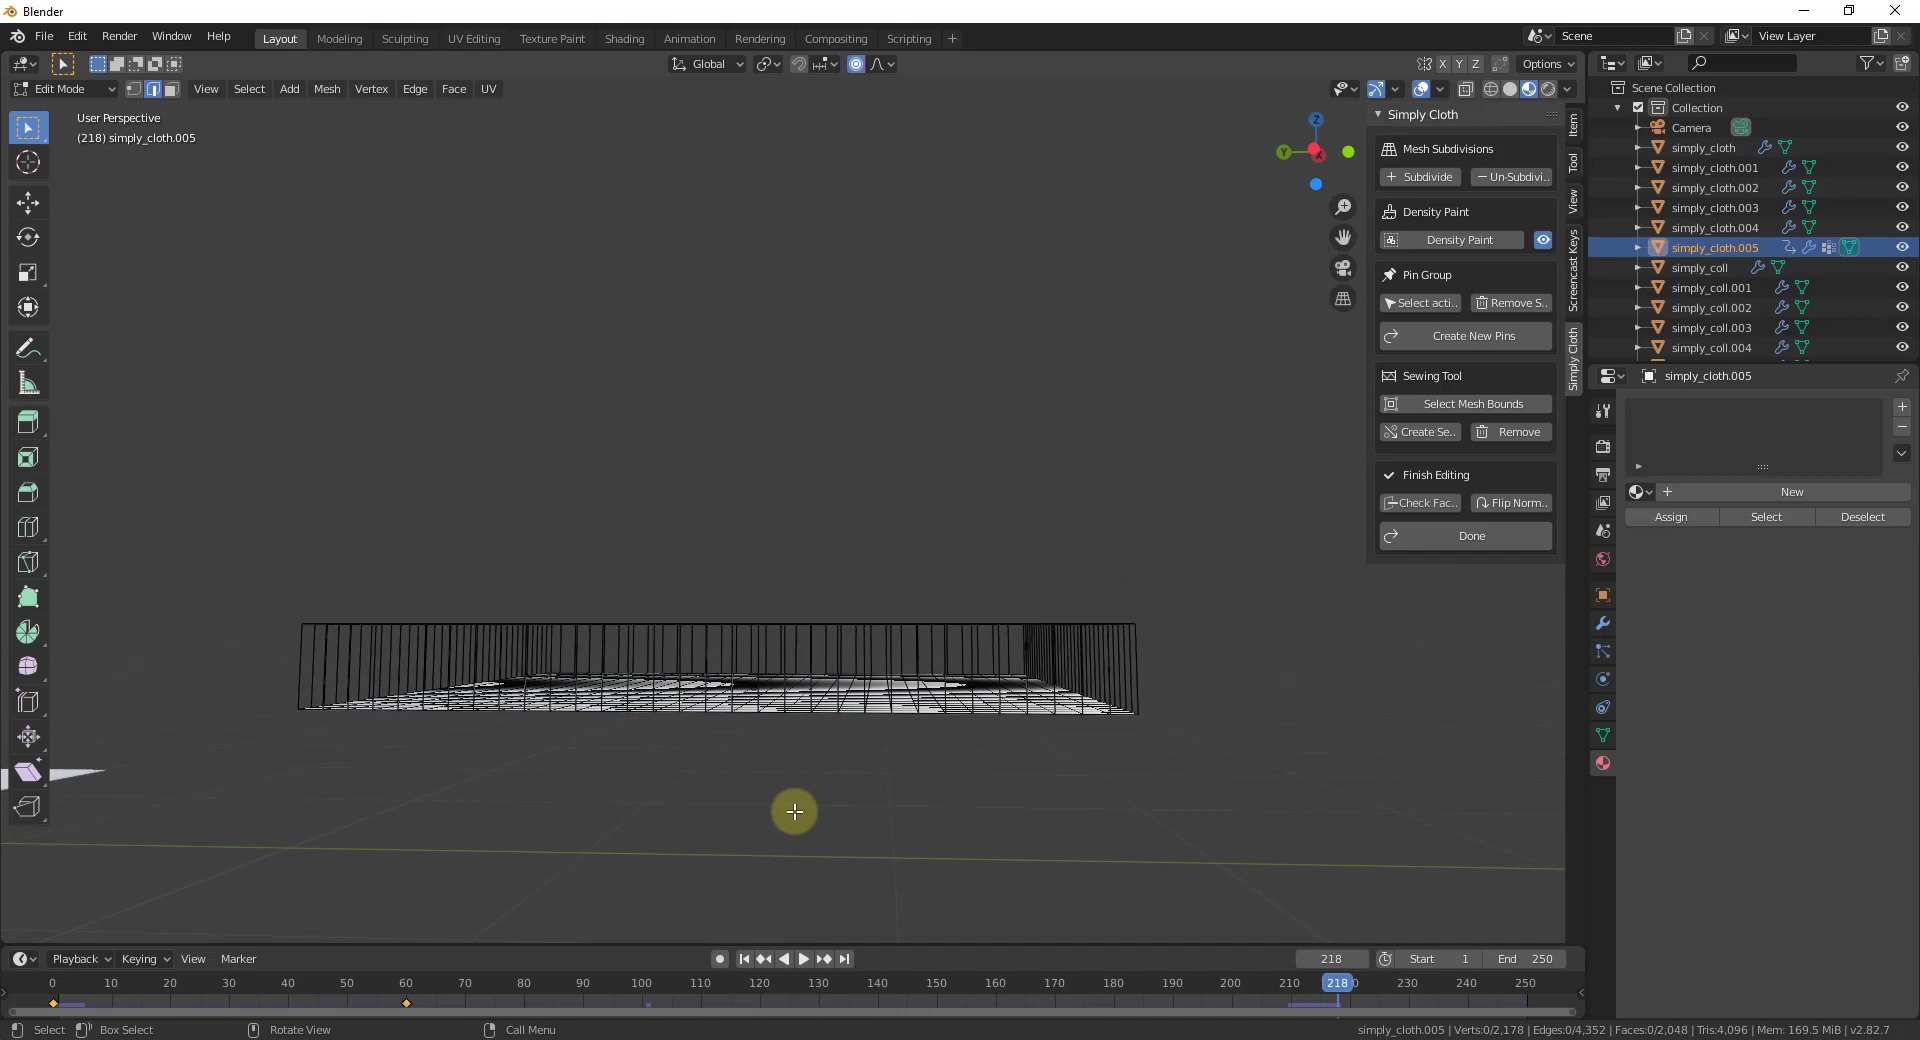 Blender
File Edit Render Window Help
Layout Modeling Sculpting UV Editing Texture Paint Shading Animation Rendering Compositing Scripting
Scene View Layer
Global X Y Z Options
Edit Mode View Select Add Mesh Vertex Edge Face UV
User Perspective
(218) simply_cloth.005
Z
Y
X
Simply Cloth
Mesh Subdivisions
Subdivide Un-Subdivi..
Density Paint
Density Paint
Pin Group
Select acti.. Remove S..
Create New Pins
Sewing Tool
Select Mesh Bounds
Create Se.. Remove
Finish Editing
Check Fac.. Flip Norm..
Done
Item
Tool
View
Screencast Keys
Simply Cloth
Scene Collection
Collection
Camera
simply_cloth
simply_cloth.001
simply_cloth.002
simply_cloth.003
simply_cloth.004
simply_cloth.005
simply_coll
simply_coll.001
simply_coll.002
simply_coll.003
simply_coll.004
simply_cloth.005
New
Assign Select Deselect
Playback Keying View Marker 218 Start 1 End 250
0 10 20 30 40 50 60 70 80 90 100 110 120 130 140 150 160 170 180 190 200 210 218 230 240 250
Select Box Select Rotate View Call Menu simply_cloth.005 | Verts:0/2,178 | Edges:0/4,352 | Faces:0/2,048 | Tris:4,096 | Mem: 169.5 MiB | v2.82.7